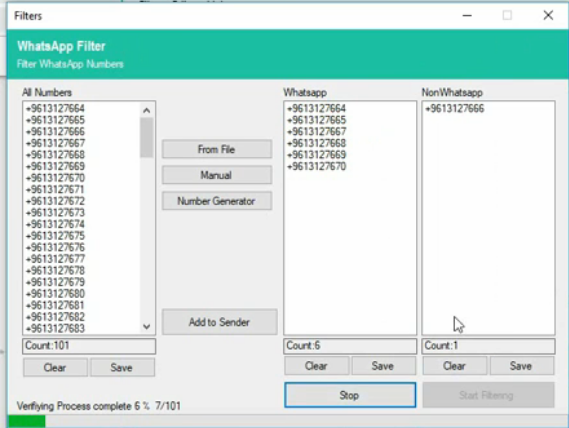 Filters
WhatsApp Filter
Filter WhatsApp Numbers
All Numbers
+9613127664
+9613127665
+9613127666
+9613127667
+9613127668
+9613127669
+9613127670
+9613127671
+9613127672
+9613127673
+9613127674
+9613127675
+9613127676
+9613127677
+9613127678
+9613127679
+9613127680
+9613127681
+9613127682
+9613127683
Count:101
Clear
Save
From File
Manual
Number Generator
Add to Sender
Whatsapp
+9613127664
+9613127665
+9613127667
+9613127668
+9613127669
+9613127670
Count:6
Clear
Save
NonWhatsapp
+9613127666
Count:1
Clear
Save
Stop
Start Filtering
Verfiying Process complete 6 % 7/101